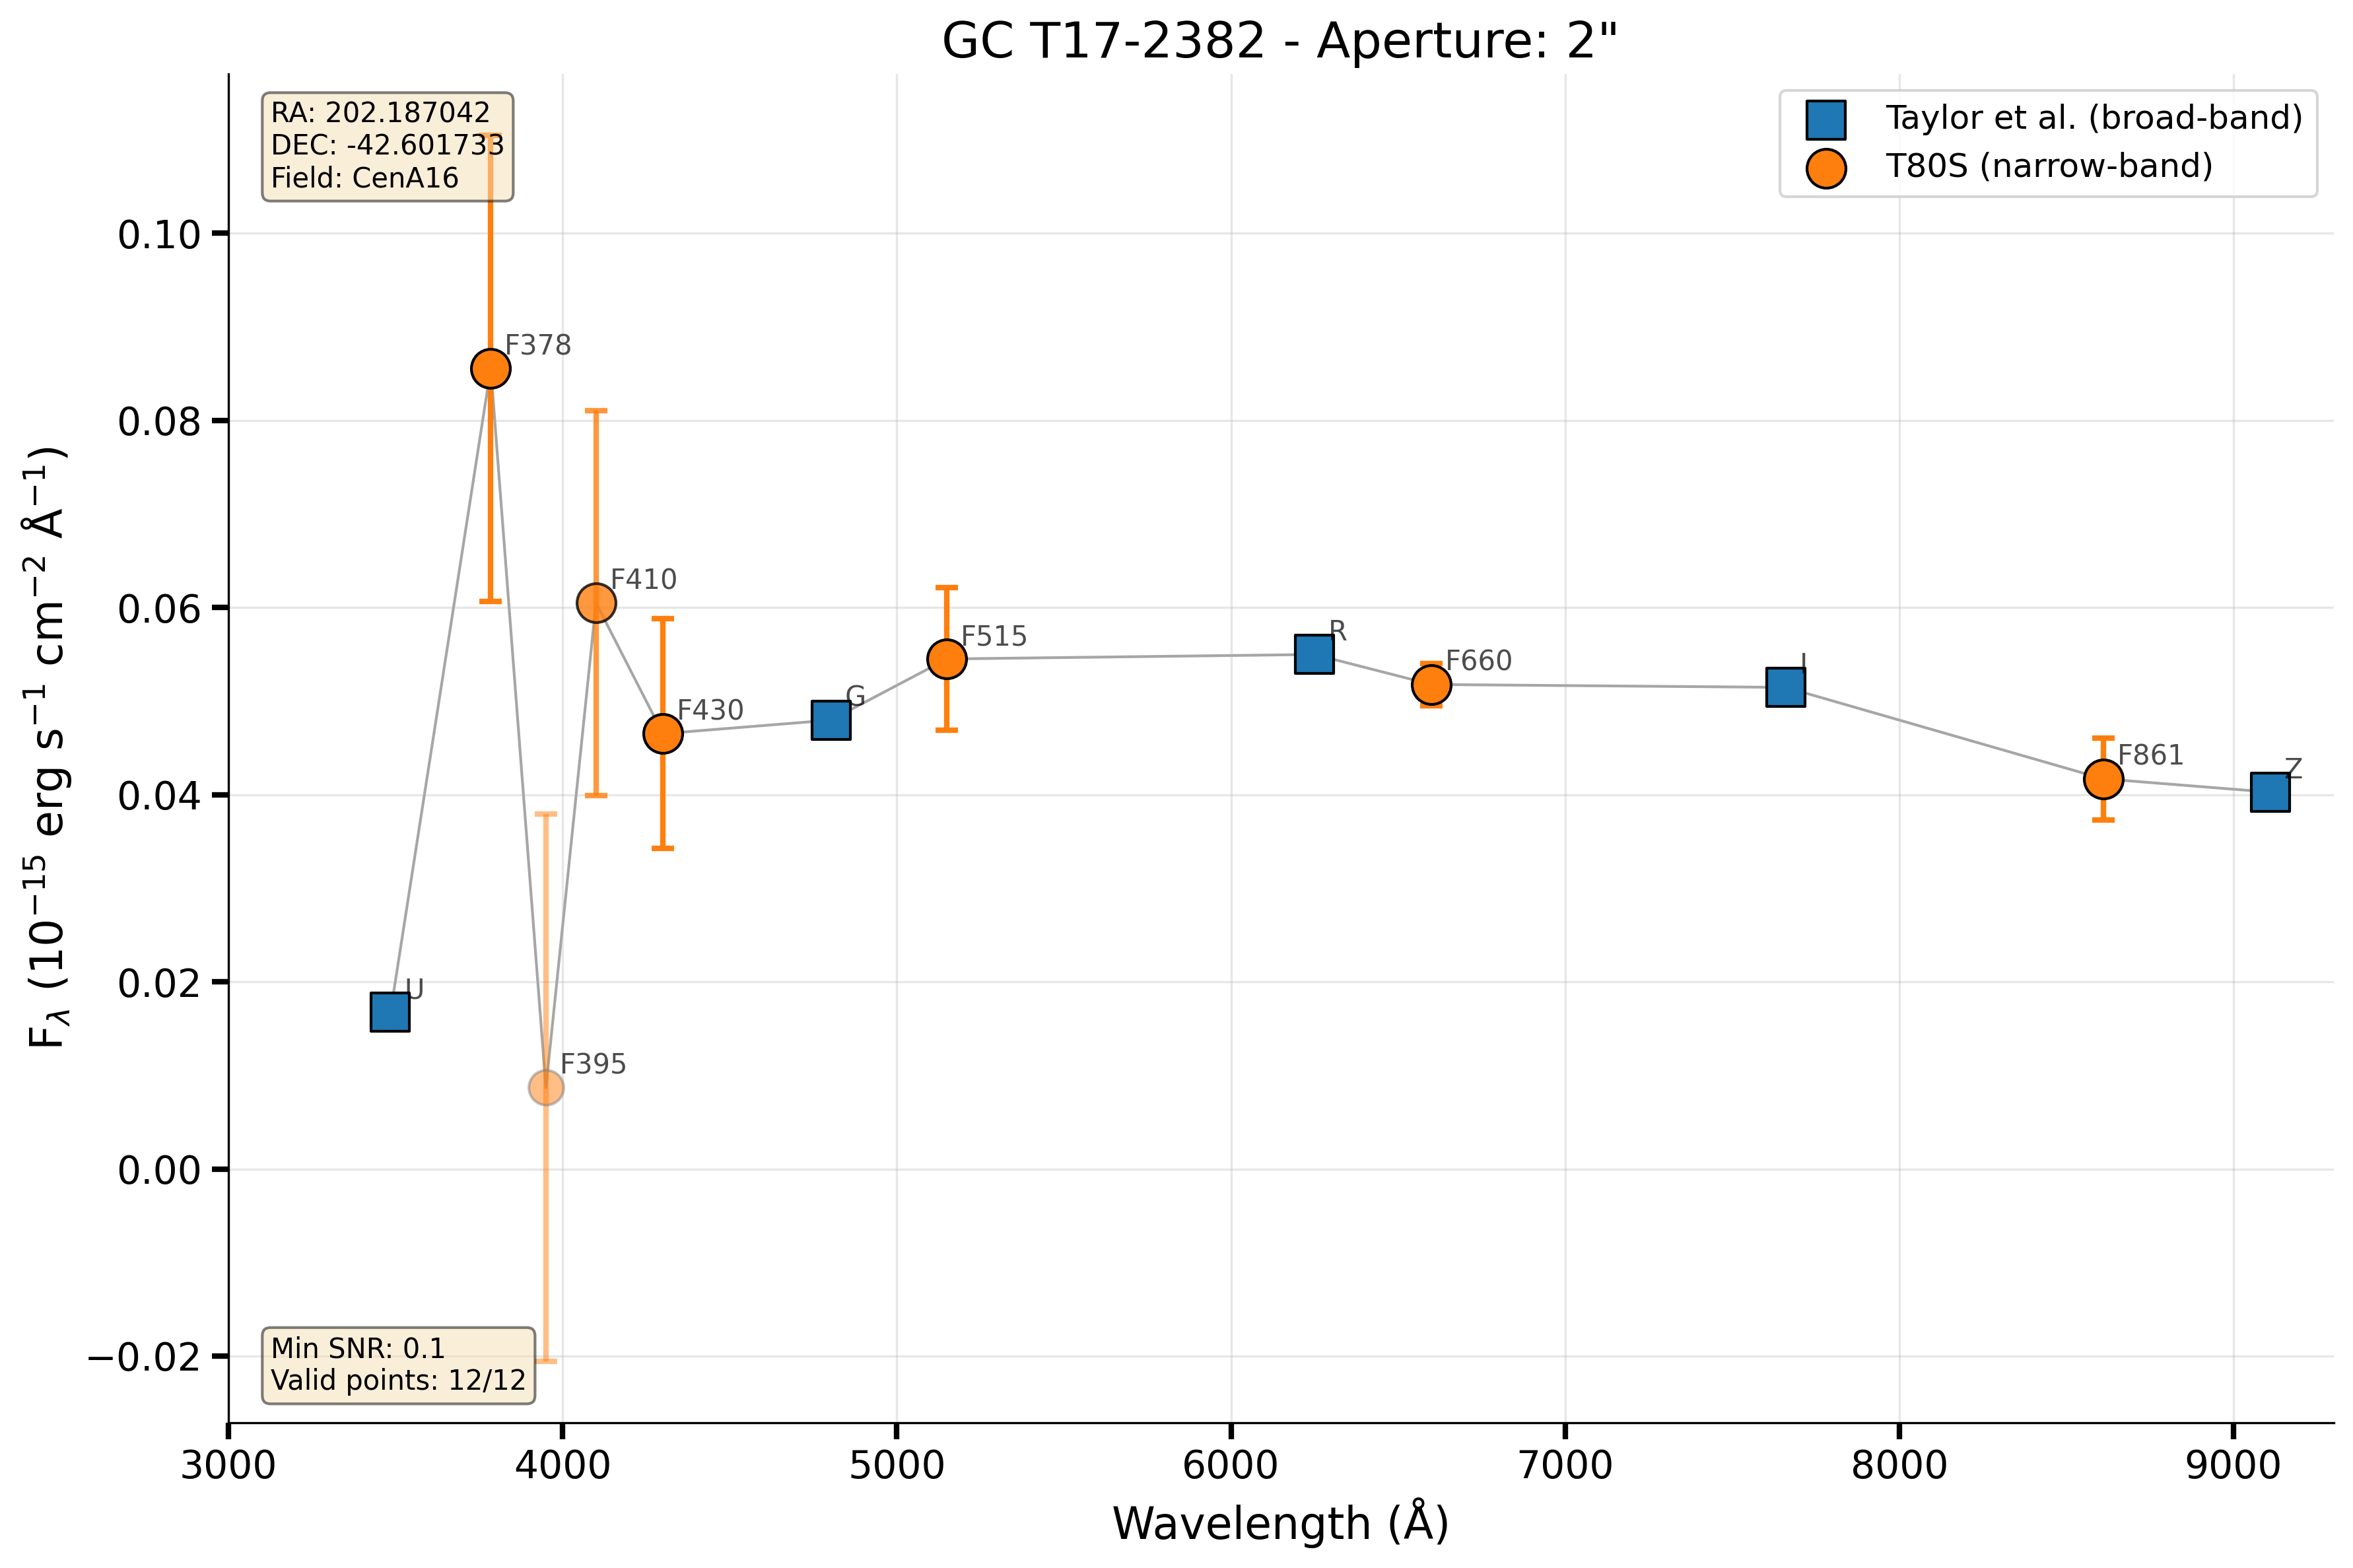 GC T17-2382 - Aperture: 2"
RA: 202.187042
DEC: -42.601733
Field: CenA16
Taylor et al. (broad-band)
T80S (narrow-band)
F378
F410
F430
F395
U
G
F515
R
F660
I
F861
Z
Min SNR: 0.1
Valid points: 12/12
0.10
0.08
0.06
0.04
0.02
0.00
−0.02
3000 4000 5000 6000 7000 8000 9000
Wavelength (Å)
F_λ (10⁻¹⁵ erg s⁻¹ cm⁻² Å⁻¹)